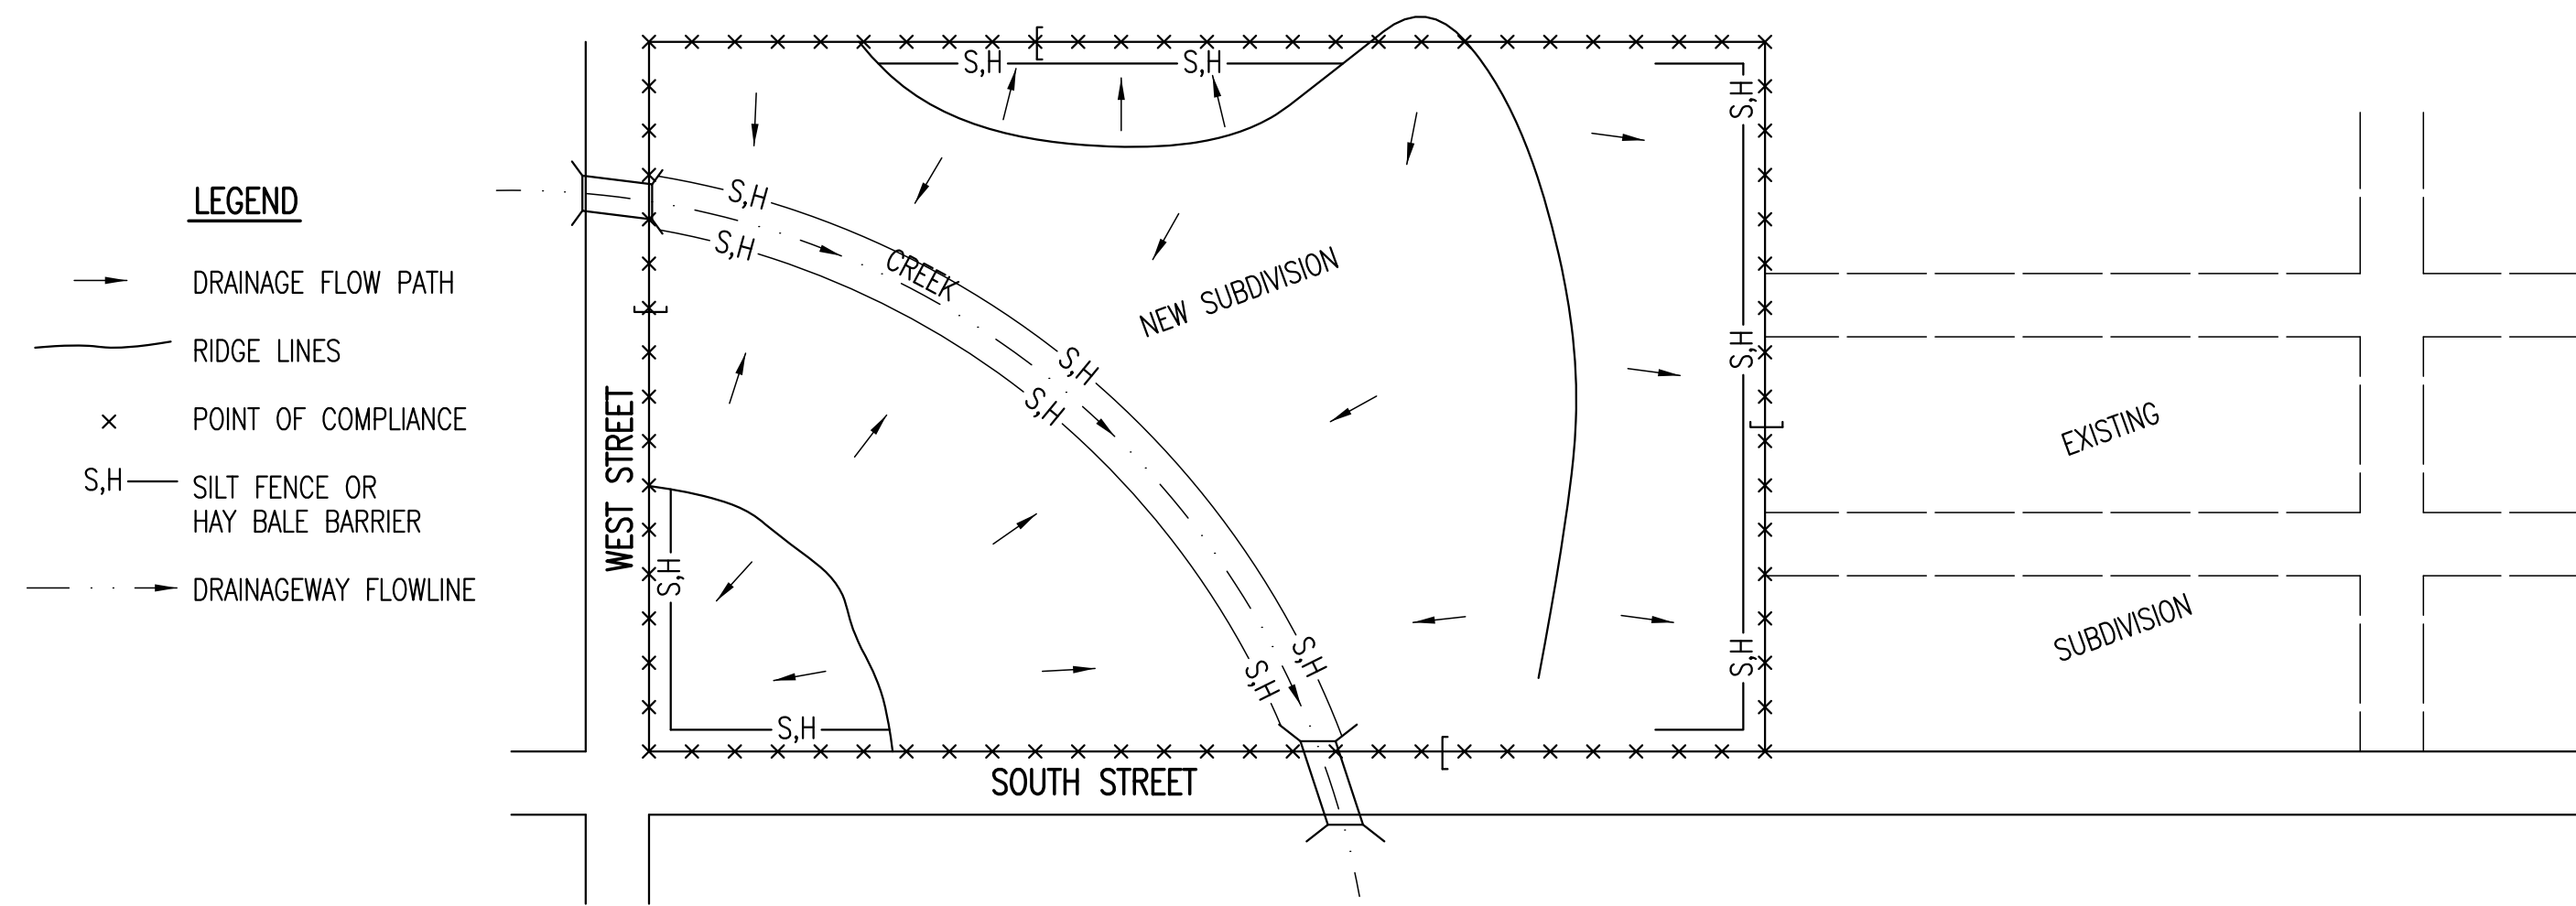 LEGEND
DRAINAGE FLOW PATH
RIDGE LINES
POINT OF COMPLIANCE
S,H SILT FENCE OR
HAY BALE BARRIER
DRAINAGEWAY FLOWLINE
S,H
S,H
S,H
S,H
S,H
CREEK
NEW SUBDIVISION
S,H
S,H
S,H
WEST STREET
EXISTING
S,H
SUBDIVISION
S,H
S,H
S,H
S,H
SOUTH STREET